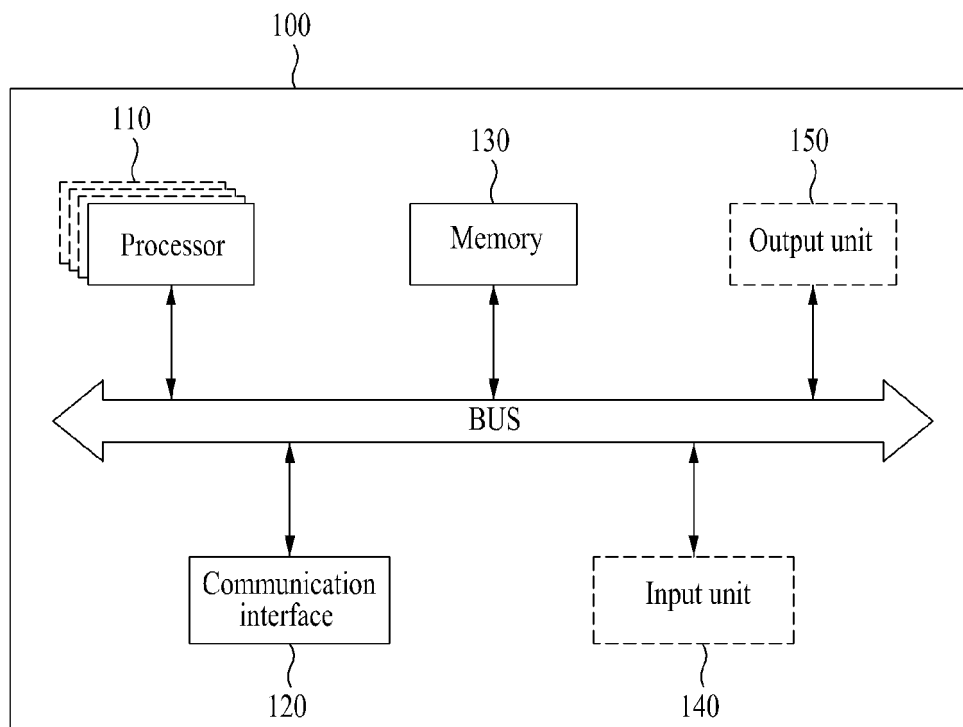 100
110
130
150
Processor
Memory
Output unit
BUS
Communication
interface
Input unit
120
140